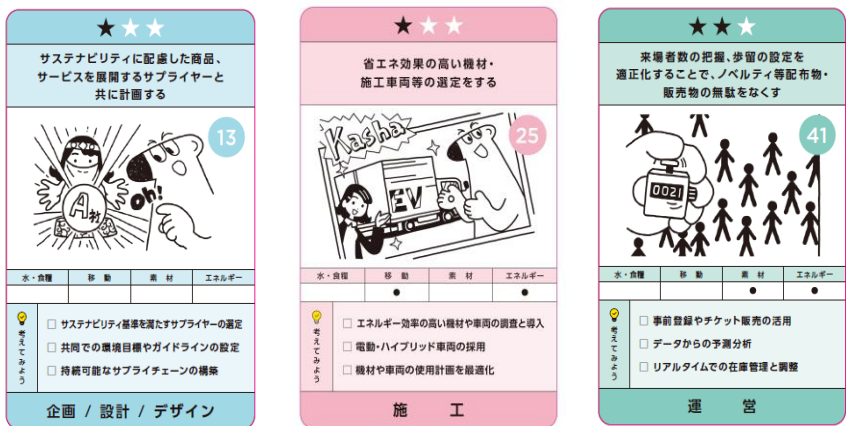 ★★★
サステナビリティに配慮した商品、
サービスを展開するサプライヤーと
共に計画する
13
A社
Oh!
水・食糧 移動 素材 エネルギー
考えてみよう
□ サステナビリティ基準を満たすサプライヤーの選定
□ 共同での環境目標やガイドラインの設定
□ 持続可能なサプライチェーンの構築
企画 / 設計 / デザイン
★★★
省エネ効果の高い機材・
施工車両等の選定をする
Kasha
25
EV
水・食糧 移動 素材 エネルギー
● ●
考えてみよう
□ エネルギー効率の高い機材や車両の調査と導入
□ 電動・ハイブリッド車両の採用
□ 機材や車両の使用計画を最適化
施工
★★★
来場者数の把握、歩留の設定を
適正化することで、ノベルティ等配布物・
販売物の無駄をなくす
41
0021
水・食糧 移動 素材 エネルギー
● ●
考えてみよう
□ 事前登録やチケット販売の活用
□ データからの予測分析
□ リアルタイムでの在庫管理と調整
運営